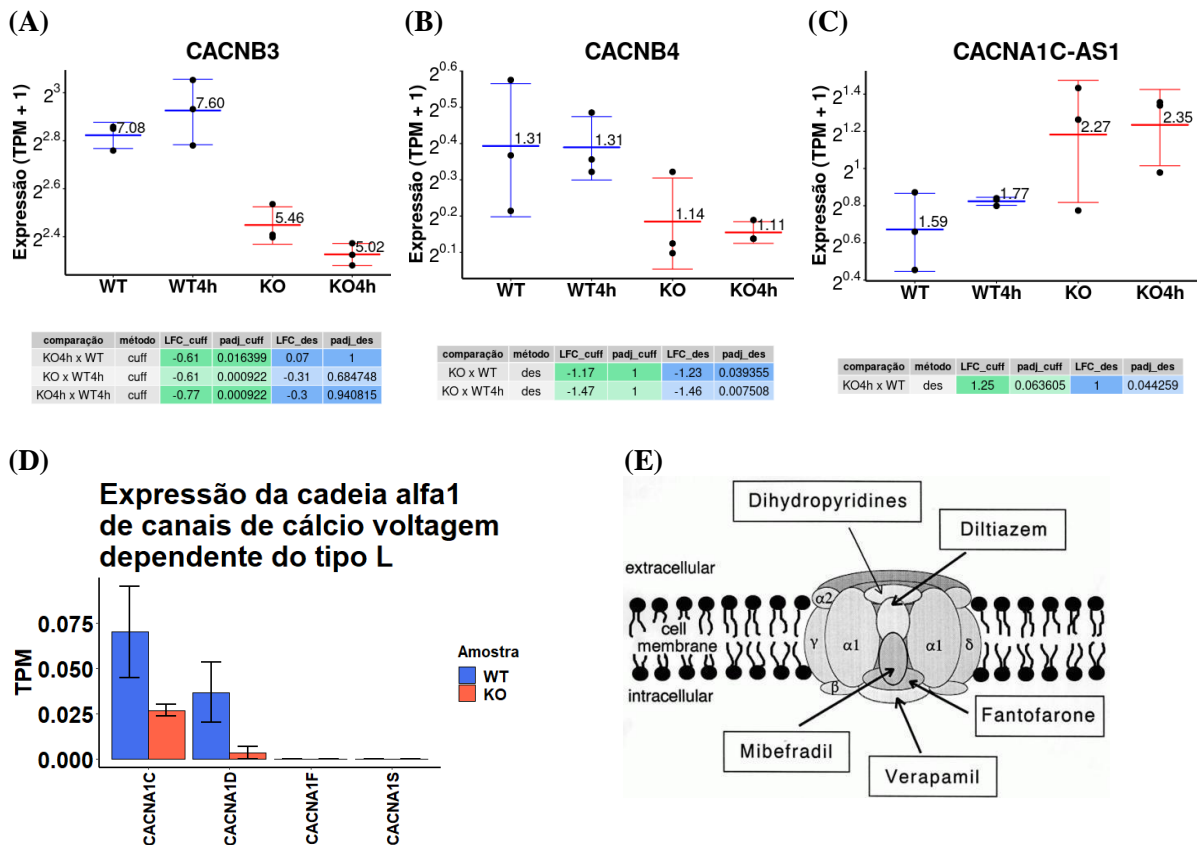 (A)
CACNB3
Expressão (TPM + 1)
2^3
2^2.8
2^2.6
2^2.4
7.08
7.60
5.46
5.02
WT WT4h KO KO4h
comparação método LFC_cuff padj_cuff LFC_des padj_des
KO4h x WT cuff -0.61 0.016399 0.07 1
KO x WT4h cuff -0.61 0.000922 -0.31 0.684748
KO4h x WT4h cuff -0.77 0.000922 -0.3 0.940815
(B)
CACNB4
Expressão (TPM + 1)
2^0.6
2^0.5
2^0.4
2^0.3
2^0.2
2^0.1
1.31
1.31
1.14
1.11
WT WT4h KO KO4h
comparação método LFC_cuff padj_cuff LFC_des padj_des
KO x WT des -1.17 1 -1.23 0.039355
KO x WT4h des -1.47 1 -1.46 0.007508
(C)
CACNA1C-AS1
Expressão (TPM + 1)
2^1.4
2^1.2
2^1
2^0.8
2^0.6
2^0.4
1.59
1.77
2.27
2.35
WT WT4h KO KO4h
comparação método LFC_cuff padj_cuff LFC_des padj_des
KO4h x WT des 1.25 0.063605 1 0.044259
(D)
Expressão da cadeia alfa1
de canais de cálcio voltagem
dependente do tipo L
TPM
0.075
0.050
0.025
0.000
CACNA1C
CACNA1D
CACNA1F
CACNA1S
Amostra
WT
KO
(E)
Dihydropyridines
Diltiazem
extracellular
cell
membrane
intracellular
α2
γ
α1
α1
δ
β
Fantofarone
Mibefradil
Verapamil